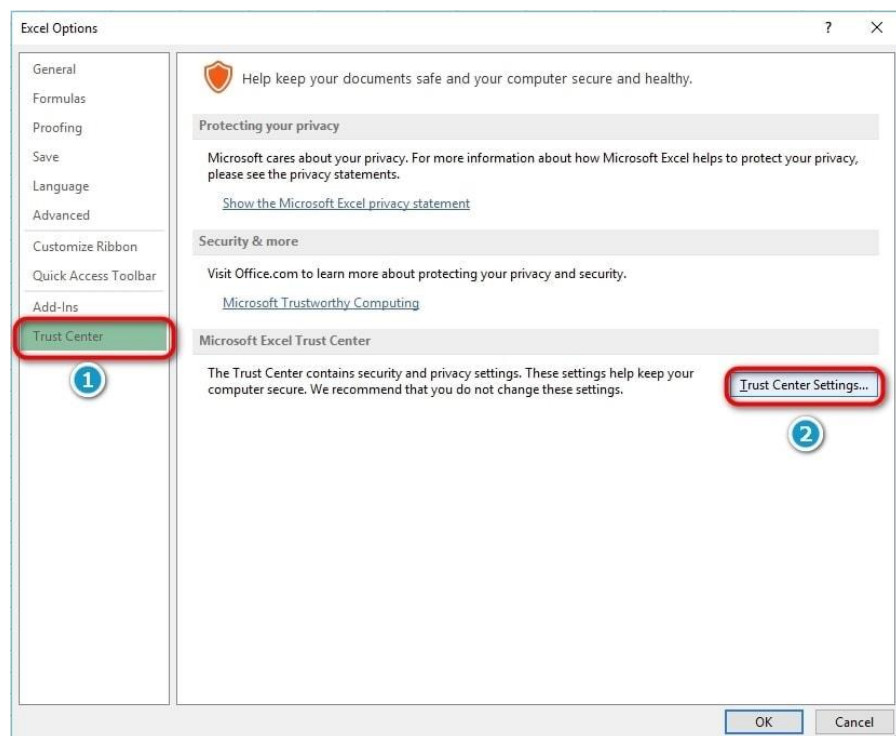 Excel Options
?
General
Formulas
Proofing
Save
Language
Advanced
Customize Ribbon
Quick Access Toolbar
Add-Ins
Trust Center
1
Help keep your documents safe and your computer secure and healthy.
Protecting your privacy
Microsoft cares about your privacy. For more information about how Microsoft Excel helps to protect your privacy,
please see the privacy statements.
Show the Microsoft Excel privacy statement
Security & more
Visit Office.com to learn more about protecting your privacy and security.
Microsoft Trustworthy Computing
Microsoft Excel Trust Center
The Trust Center contains security and privacy settings. These settings help keep your
computer secure. We recommend that you do not change these settings.
Trust Center Settings...
2
OK
Cancel